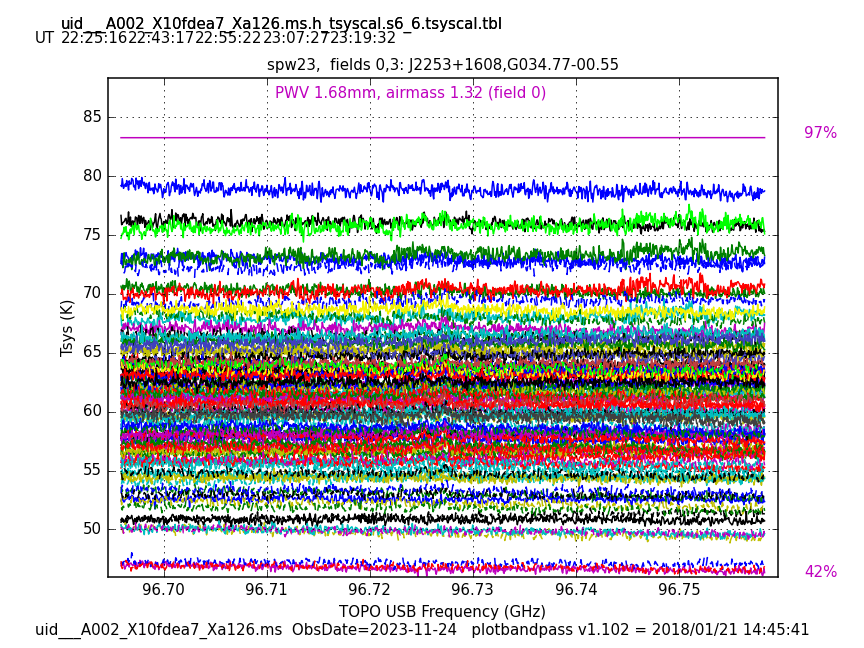 uid___A002_X10fdea7_Xa126.ms.h_tsyscal.s6_6.tsyscal.tbl
UT 22:25:16 22:43:17 22:55:22 23:07:27 23:19:32
spw23,  fields 0,3: J2253+1608,G034.77-00.55
PWV 1.68mm, airmass 1.32 (field 0)
97%
85
80
75
70
65
60
55
50
Tsys (K)
42%
96.70 96.71 96.72 96.73 96.74 96.75
TOPO USB Frequency (GHz)
uid___A002_X10fdea7_Xa126.ms  ObsDate=2023-11-24   plotbandpass v1.102 = 2018/01/21 14:45:41